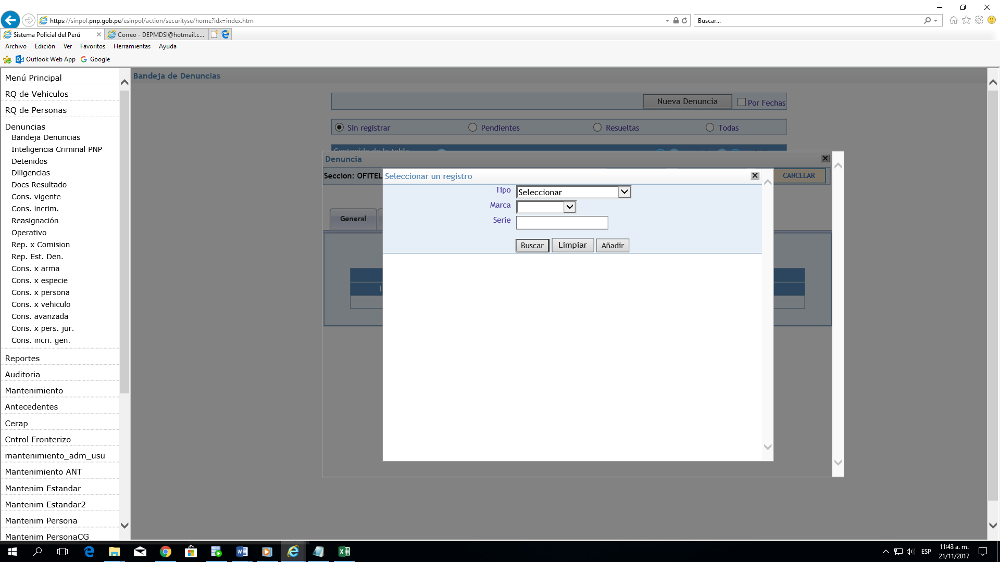 https://sinpol.pnp.gob.pe/esinpol/action/securityse/home?idx=index.htm
Buscar...
Sistema Policial del Perú
Correo - DEPMDSI@hotmail.c...
Archivo Edición Ver Favoritos Herramientas Ayuda
Outlook Web App Google
Menú Principal
RQ de Vehiculos
RQ de Personas
Denuncias
Bandeja Denuncias
Inteligencia Criminal PNP
Detenidos
Diligencias
Docs Resultado
Cons. vigente
Cons. incrim.
Reasignación
Operativo
Rep. x Comision
Rep. Est. Den.
Cons. x arma
Cons. x especie
Cons. x persona
Cons. x vehiculo
Cons. avanzada
Cons. x pers. jur.
Cons. incri. gen.
Reportes
Auditoria
Mantenimiento
Antecedentes
Cerap
Cntrol Fronterizo
mantenimiento_adm_usu
Mantenimiento ANT
Mantenim Estandar
Mantenim Estandar2
Mantenim Persona
Mantenim PersonaCG
Bandeja de Denuncias
Nueva Denuncia Por Fechas
Sin registrar Pendientes Resueltas Todas
Contenido de la tabla
Denuncia
Seccion: OFITEL
CANCELAR
General
T
Seleccionar un registro
Tipo Seleccionar
Marca
Serie
Buscar Limpiar Añadir
ESP
11:43 a. m.
21/11/2017